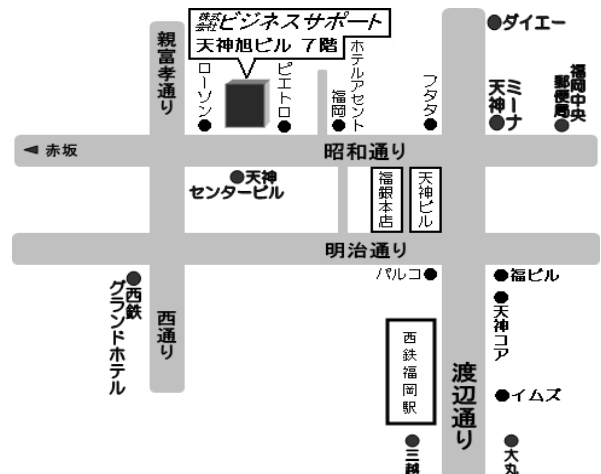 株式会社ビジネスサポート
天神旭ビル 7階
ダイエー
親富孝通り
ローソン
ピエトロ
ホテルアセント
福岡
フタタ
ミーナ
天神
福岡中央
郵便局
◀ 赤坂
昭和通り
天神
センタービル
福銀本店
天神ビル
明治通り
パルコ
福ビル
西鉄
グランドホテル
西通り
天神コア
西鉄福岡駅
渡辺通り
イムズ
三越
大丸